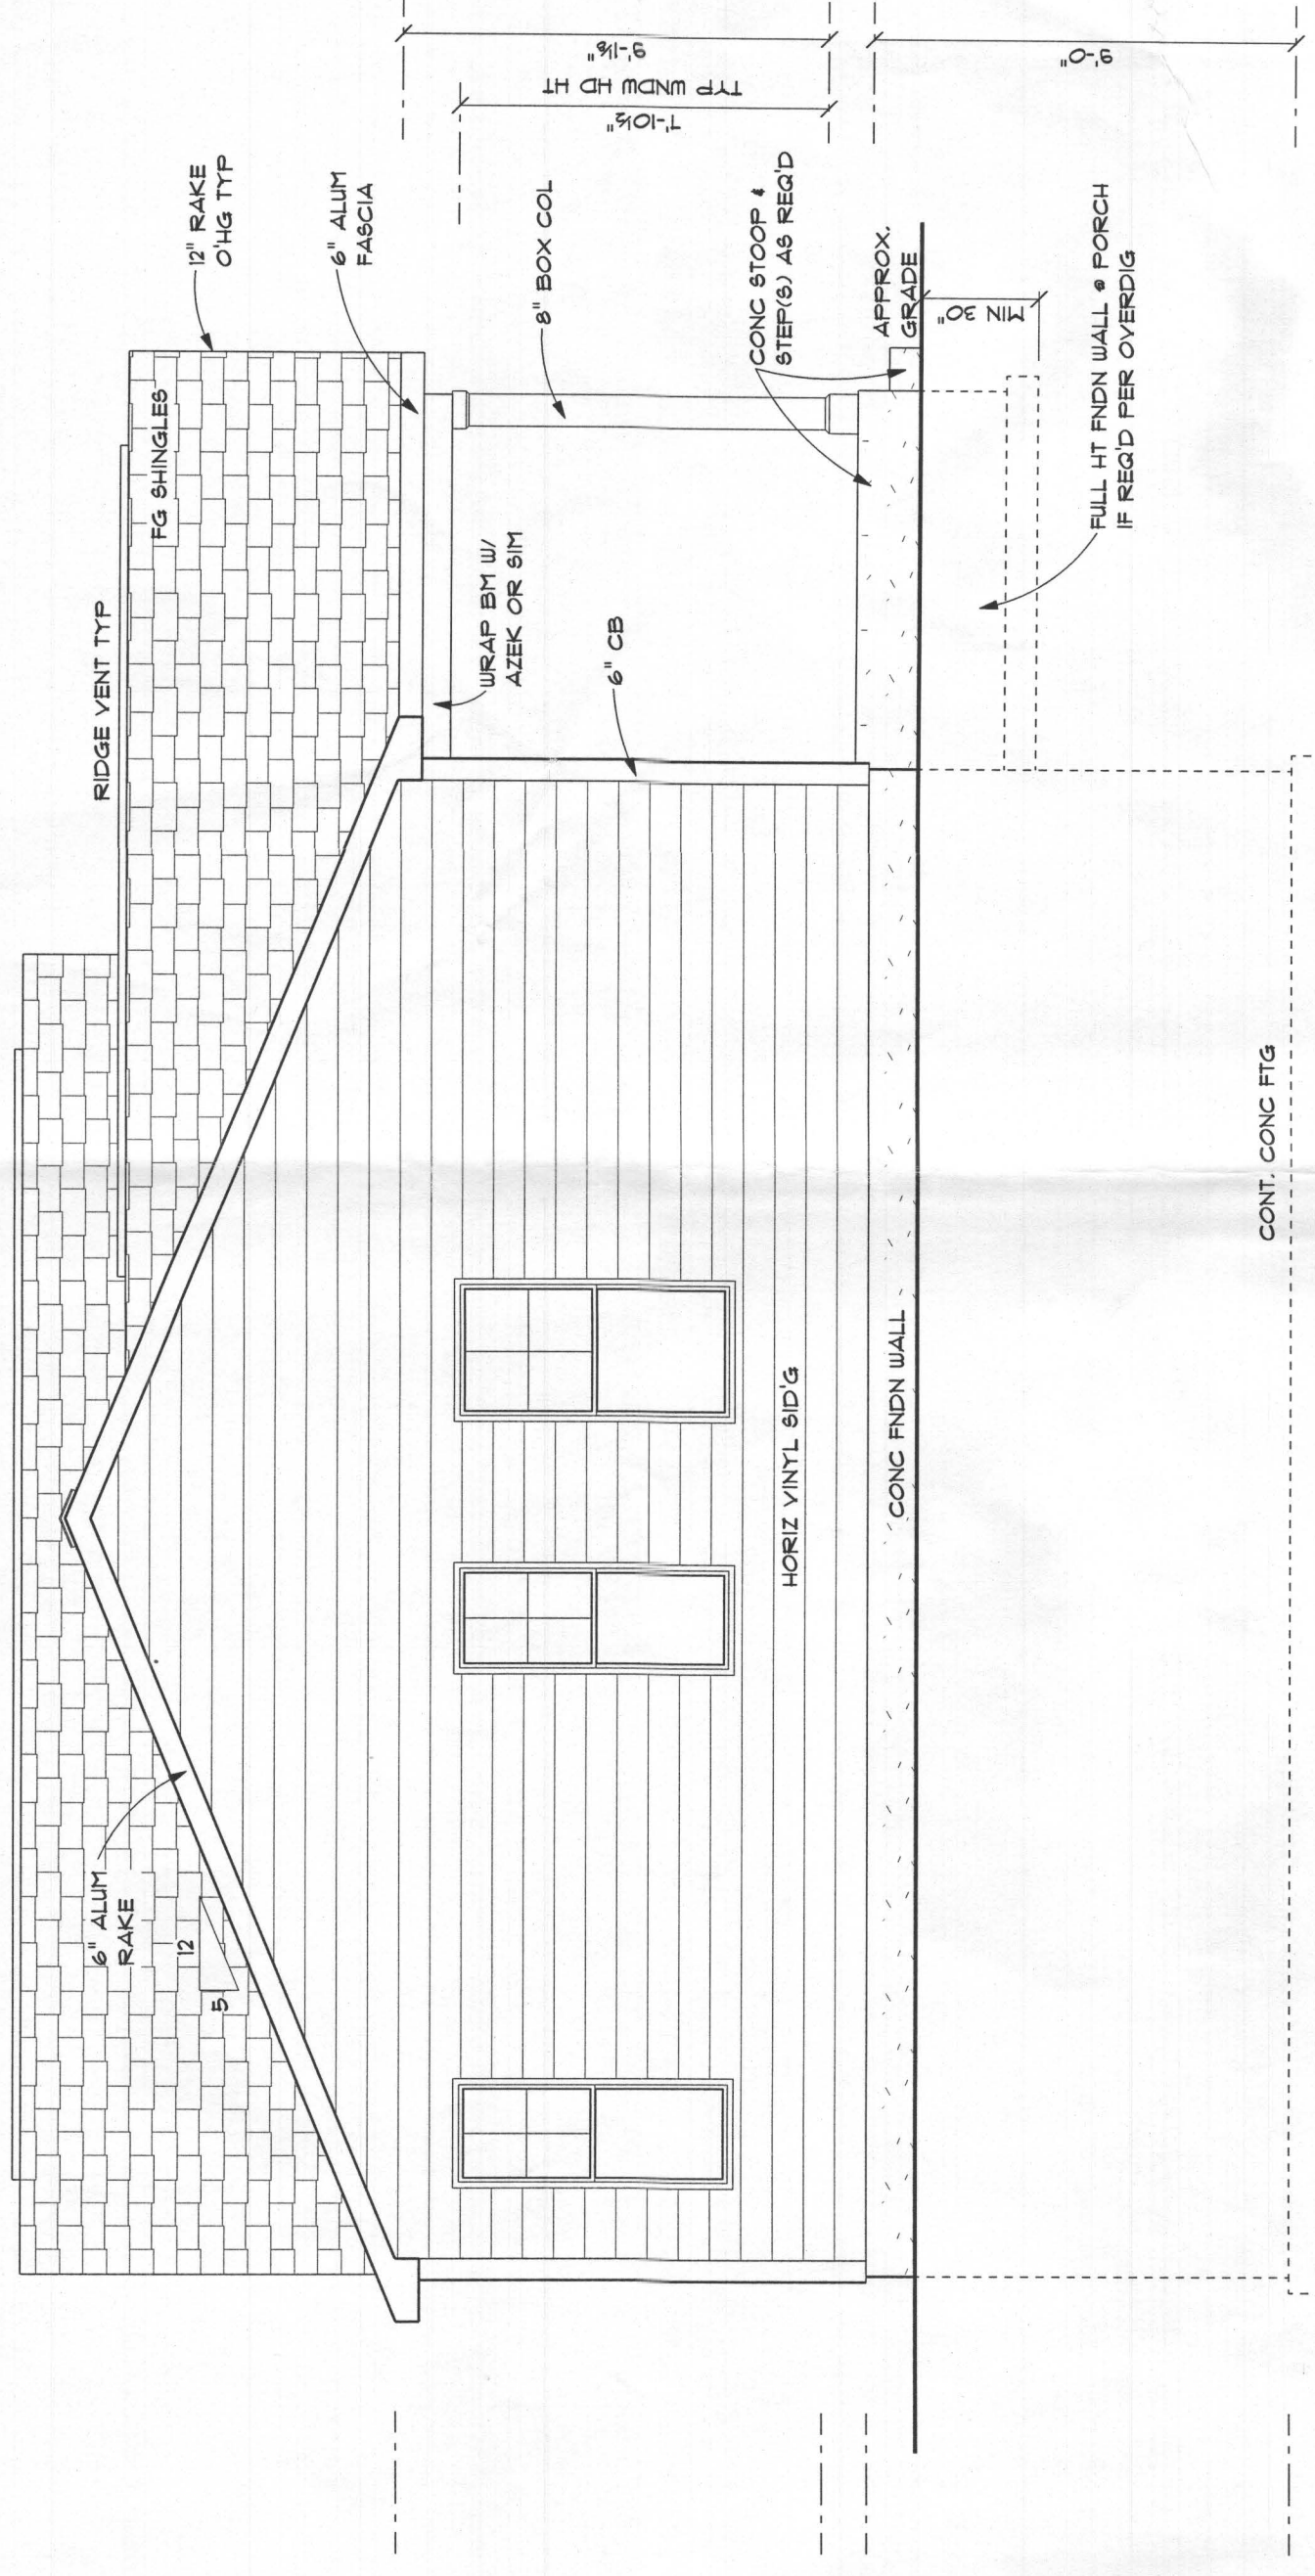 6" ALUM
RAKE
12
5
RIDGE VENT TYP
FG SHINGLES
12" RAKE
O'HG TYP
6" ALUM
FASCIA
WRAP BM W/
AZEK OR SIM
8" BOX COL
6" CB
CONC STOOP &
STEP(S) AS REQ'D
APPROX.
GRADE
HORIZ VINYL SID'G
CONC FNDN WALL
FULL HT FNDN WALL @ PORCH
IF REQ'D PER OVERDIG
MIN 30"
CONT. CONC FTG
9'-1⅛"
TYP WNDW HD HT
7'-10½"
9'-0"